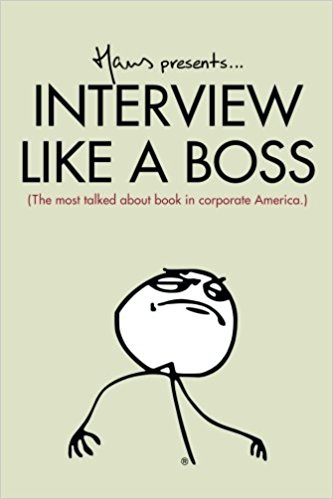 Hans presents...
INTERVIEW
LIKE A BOSS
(The most talked about book in corporate America.)
®